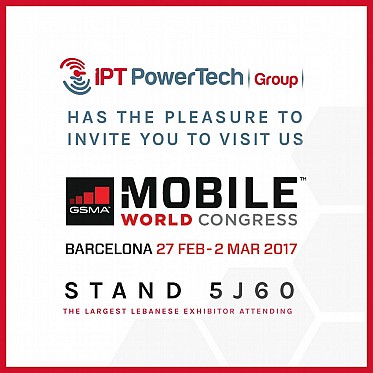 iPT PowerTech Group
HAS THE PLEASURE TO
INVITE YOU TO VISIT US
GSMA MOBILE™
WORLD CONGRESS
BARCELONA 27 FEB - 2 MAR 2017
STAND 5J60
THE LARGEST LEBANESE EXHIBITOR ATTENDING